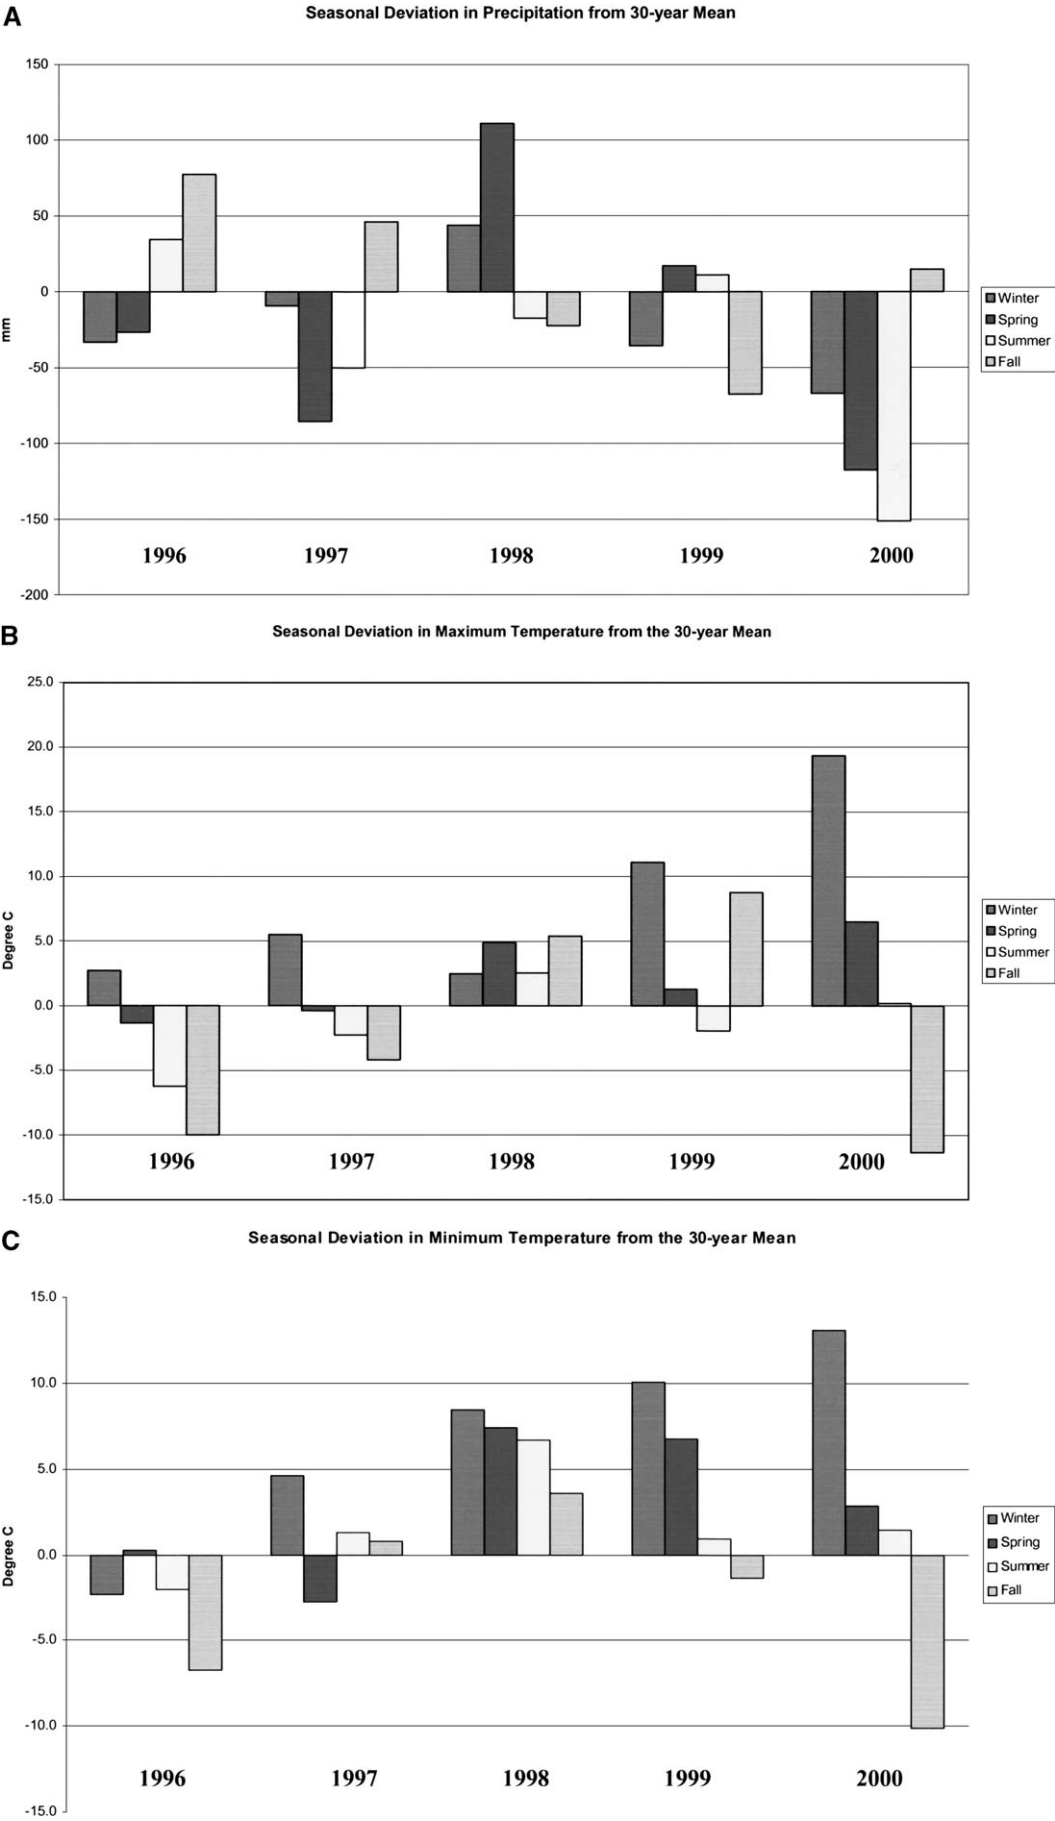 A
Seasonal Deviation in Precipitation from 30-year Mean
150
100
50
0
-50
-100
-150
-200
mm
1996 1997 1998 1999 2000
Winter
Spring
Summer
Fall
B
Seasonal Deviation in Maximum Temperature from the 30-year Mean
25.0
20.0
15.0
10.0
5.0
0.0
-5.0
-10.0
-15.0
Degree C
1996 1997 1998 1999 2000
Winter
Spring
Summer
Fall
C
Seasonal Deviation in Minimum Temperature from the 30-year Mean
15.0
10.0
5.0
0.0
-5.0
-10.0
-15.0
Degree C
1996 1997 1998 1999 2000
Winter
Spring
Summer
Fall